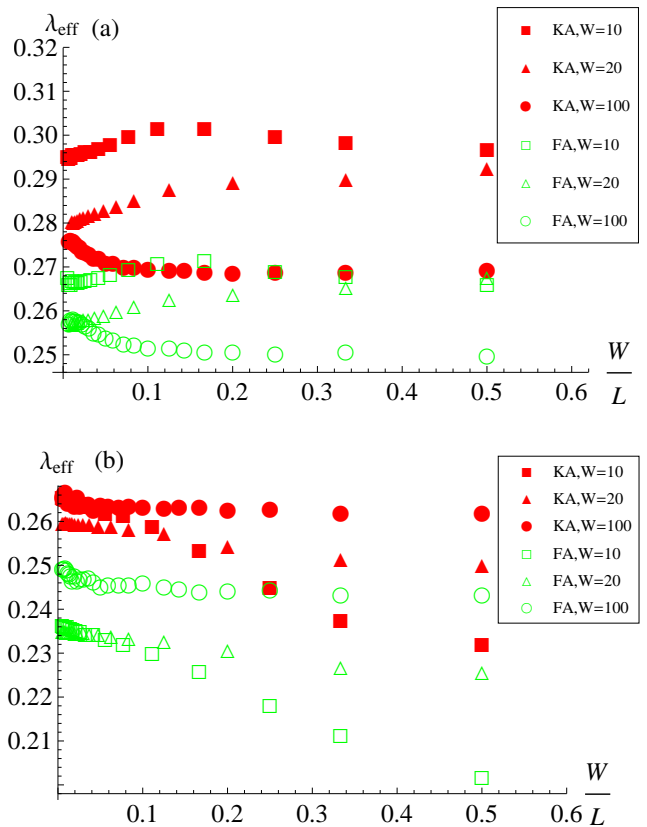 λeff (a)
0.32
0.31
0.30
0.29
0.28
0.27
0.26
0.25
0.1 0.2 0.3 0.4 0.5 0.6
W/L
KA,W=10
KA,W=20
KA,W=100
FA,W=10
FA,W=20
FA,W=100
λeff (b)
0.26
0.25
0.24
0.23
0.22
0.21
0.1 0.2 0.3 0.4 0.5 0.6
W/L
KA,W=10
KA,W=20
KA,W=100
FA,W=10
FA,W=20
FA,W=100